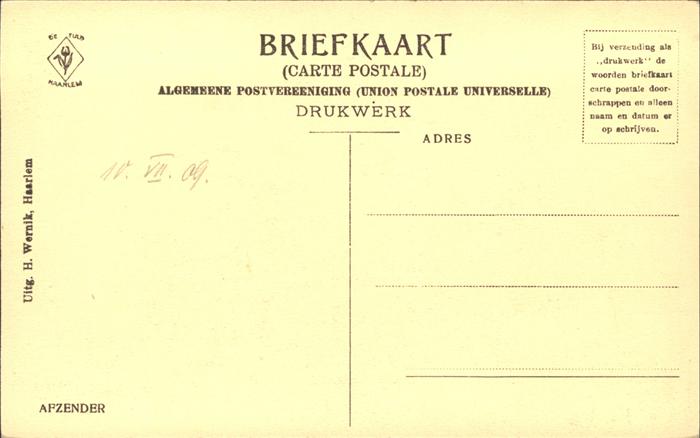 DE TULP
HAARLEM
BRIEFKAART
(CARTE POSTALE)
ALGEMEENE POSTVEREENIGING (UNION POSTALE UNIVERSELLE)
DRUKWERK
Bij verzending als
„drukwerk" de
woorden briefkaart
carte postale door-
schrappen en alleen
naam en datum er
op schrijven.
ADRES
10. VII. 09.
Uitg. H. Wernik, Haarlem
AFZENDER